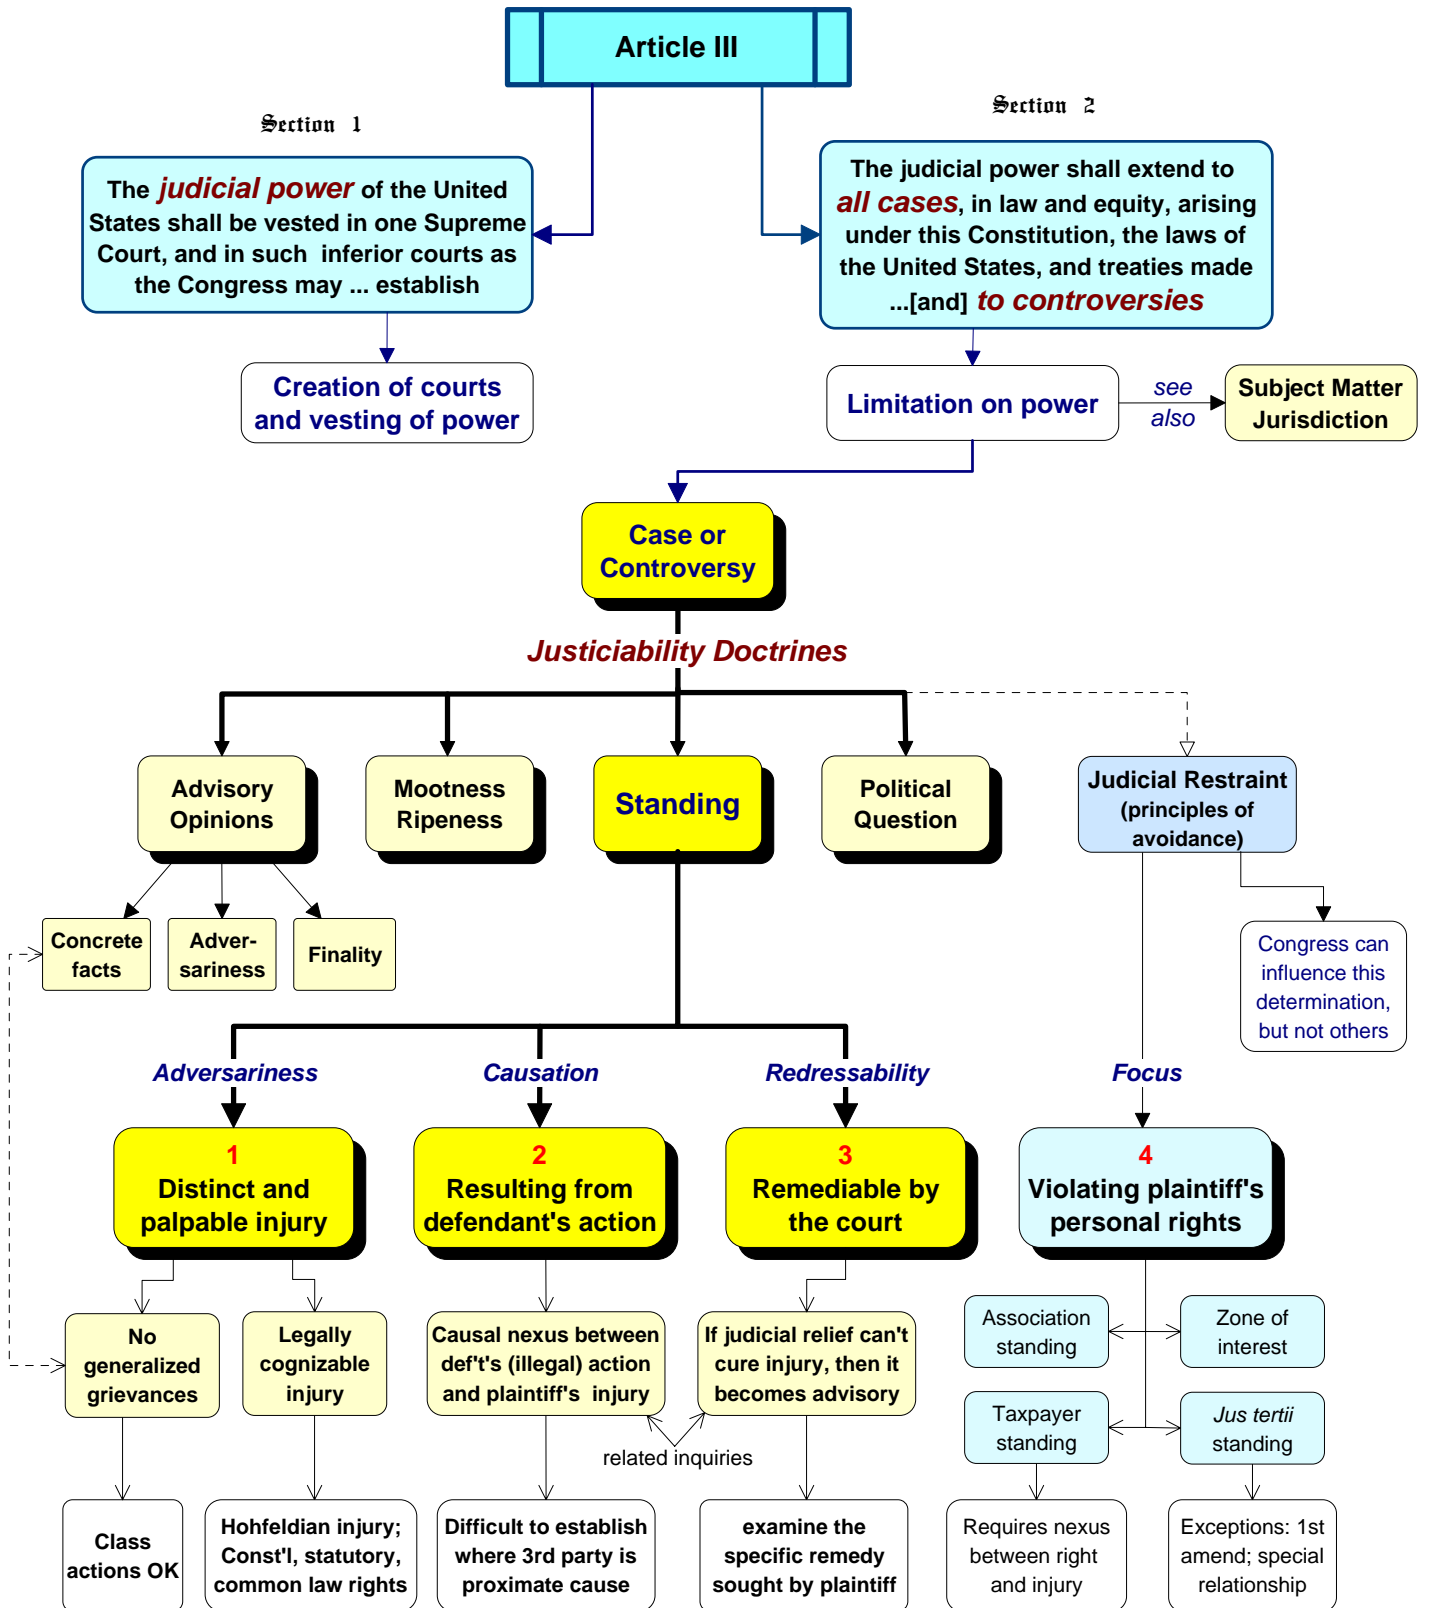 Article III
Section 1
Section 2
The judicial power of the United
States shall be vested in one Supreme
Court, and in such inferior courts as
the Congress may ... establish
The judicial power shall extend to
all cases, in law and equity, arising
under this Constitution, the laws of
the United States, and treaties made
...[and] to controversies
Creation of courts
and vesting of power
Limitation on power
see
also
Subject Matter
Jurisdiction
Case or
Controversy
Justiciability Doctrines
Advisory
Opinions
Mootness
Ripeness
Standing
Political
Question
Judicial Restraint
(principles of
avoidance)
Concrete
facts
Adver-
sariness
Finality
Congress can
influence this
determination,
but not others
Adversariness
Causation
Redressability
Focus
1
Distinct and
palpable injury
2
Resulting from
defendant's action
3
Remediable by
the court
4
Violating plaintiff's
personal rights
No
generalized
grievances
Legally
cognizable
injury
Causal nexus between
def't's (illegal) action
and plaintiff's injury
If judicial relief can't
cure injury, then it
becomes advisory
Association
standing
Zone of
interest
Taxpayer
standing
Jus tertii
standing
related inquiries
Class
actions OK
Hohfeldian injury;
Const'l, statutory,
common law rights
Difficult to establish
where 3rd party is
proximate cause
examine the
specific remedy
sought by plaintiff
Requires nexus
between right
and injury
Exceptions: 1st
amend; special
relationship